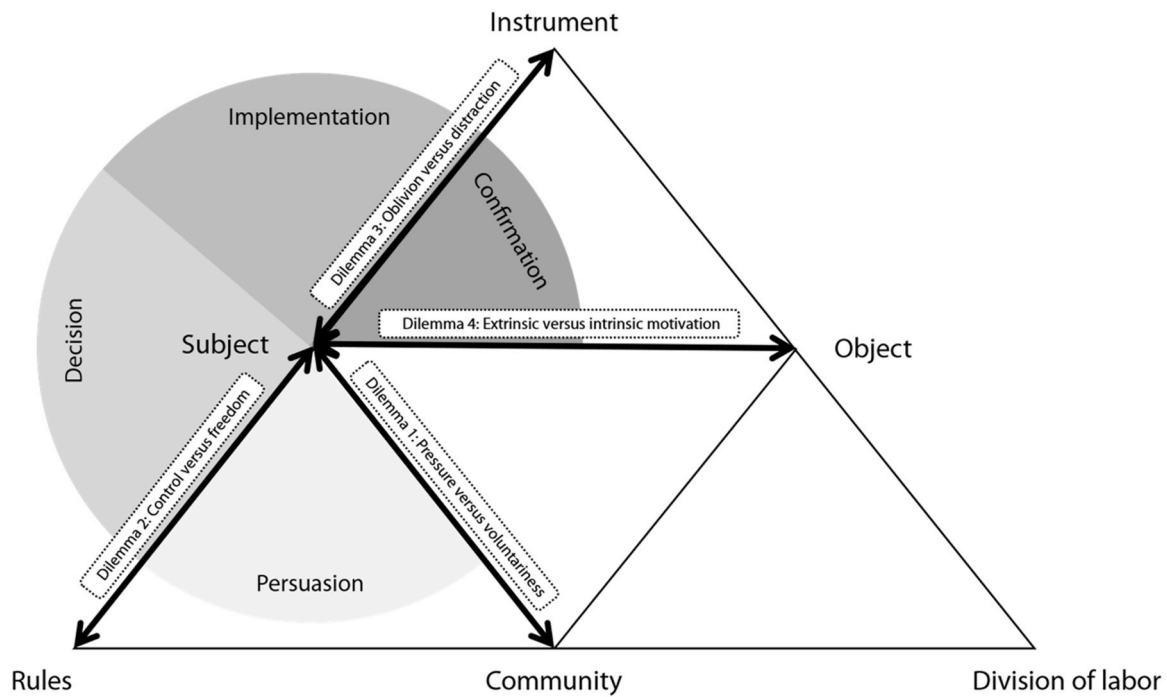 Instrument
Implementation
Dilemma 3: Oblivion versus distraction
Confirmation
Decision
Subject
Dilemma 4: Extrinsic versus intrinsic motivation
Object
Dilemma 2: Control versus freedom
Dilemma 1: Pressure versus voluntariness
Persuasion
Rules
Community
Division of labor